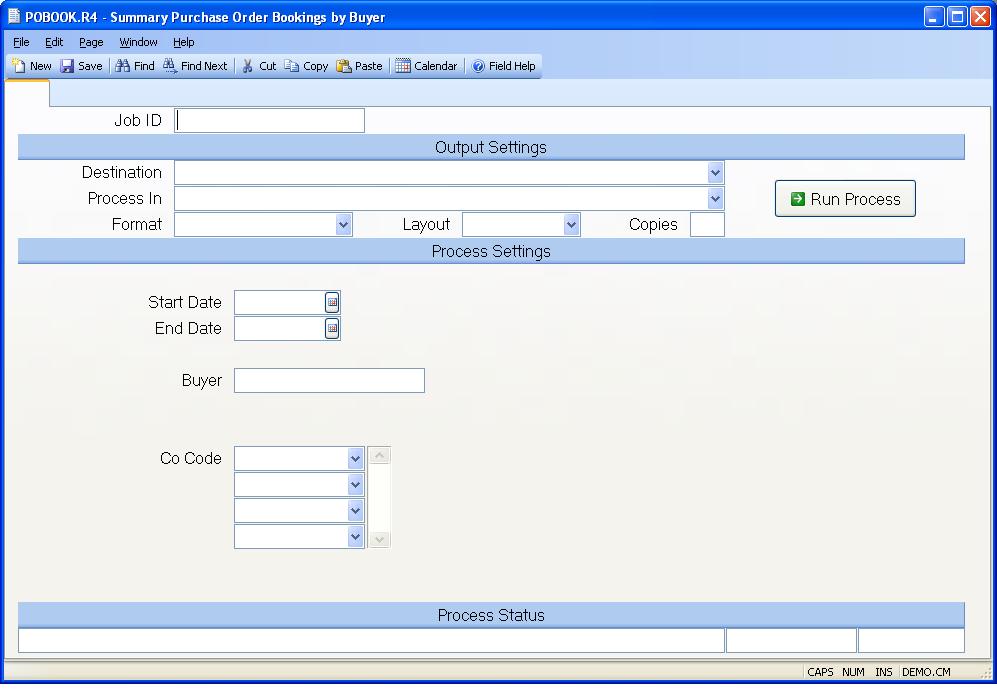 POBOOK.R4 - Summary Purchase Order Bookings by Buyer
File Edit Page Window Help
New Save Find Find Next Cut Copy Paste Calendar Field Help
Job ID
Output Settings
Destination
Process In
Run Process
Format Layout Copies
Process Settings
Start Date
End Date
Buyer
Co Code
Process Status
CAPS NUM INS DEMO.CM